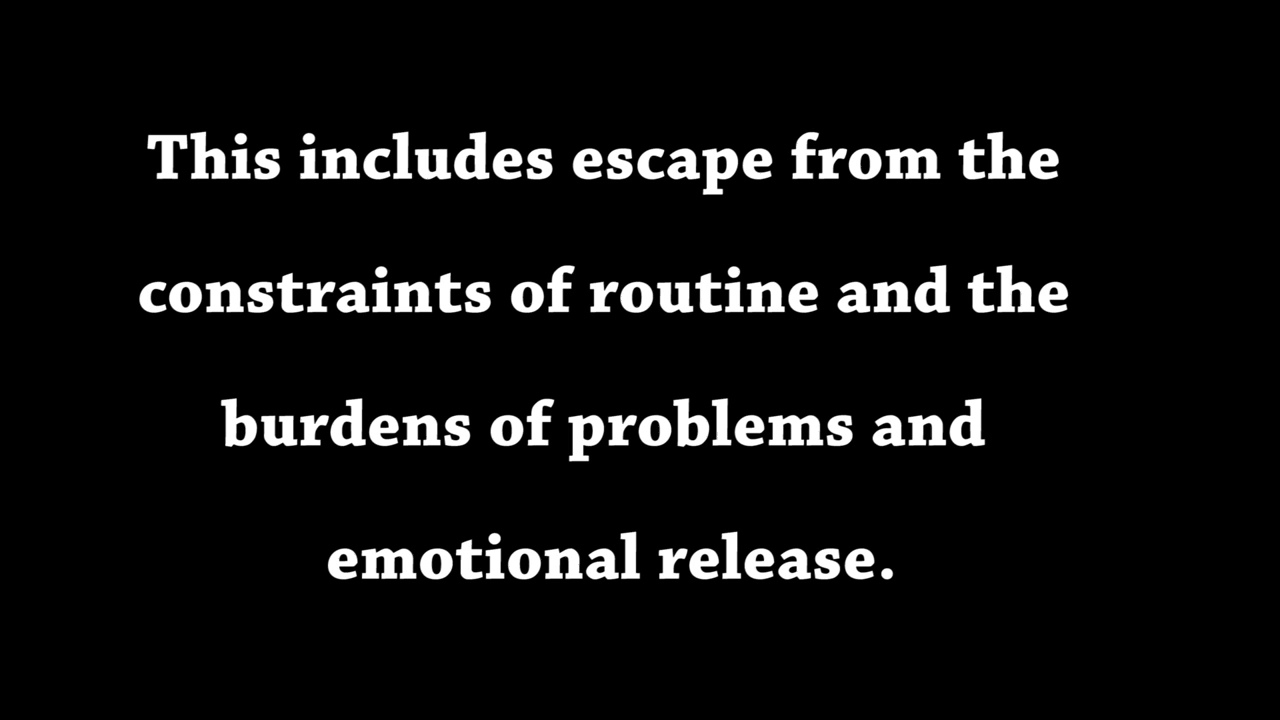 This includes escape from the
constraints of routine and the
burdens of problems and
emotional release.